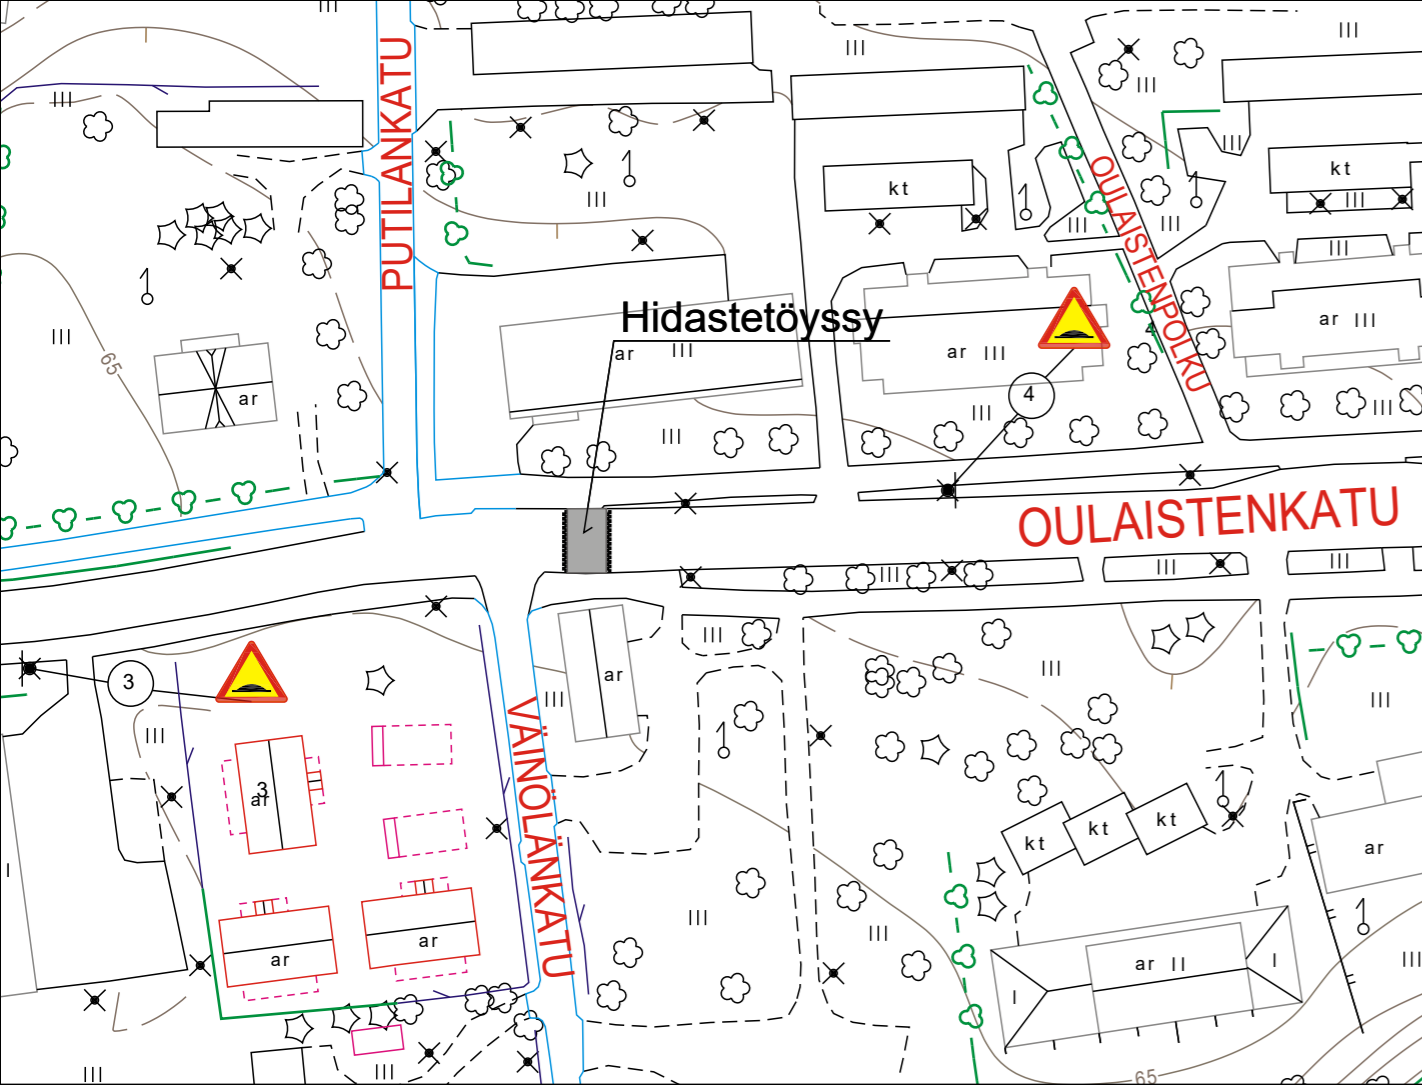 PUTILANKATU
OULAISTENPOLKU
kt
kt
Hidastetöyssy
ar
ar
ar
ar
65
4
4
OULAISTENKATU
3
ar
VÄINÖLÄNKATU
3
ar
kt
kt
kt
ar
ar
ar
ar
65